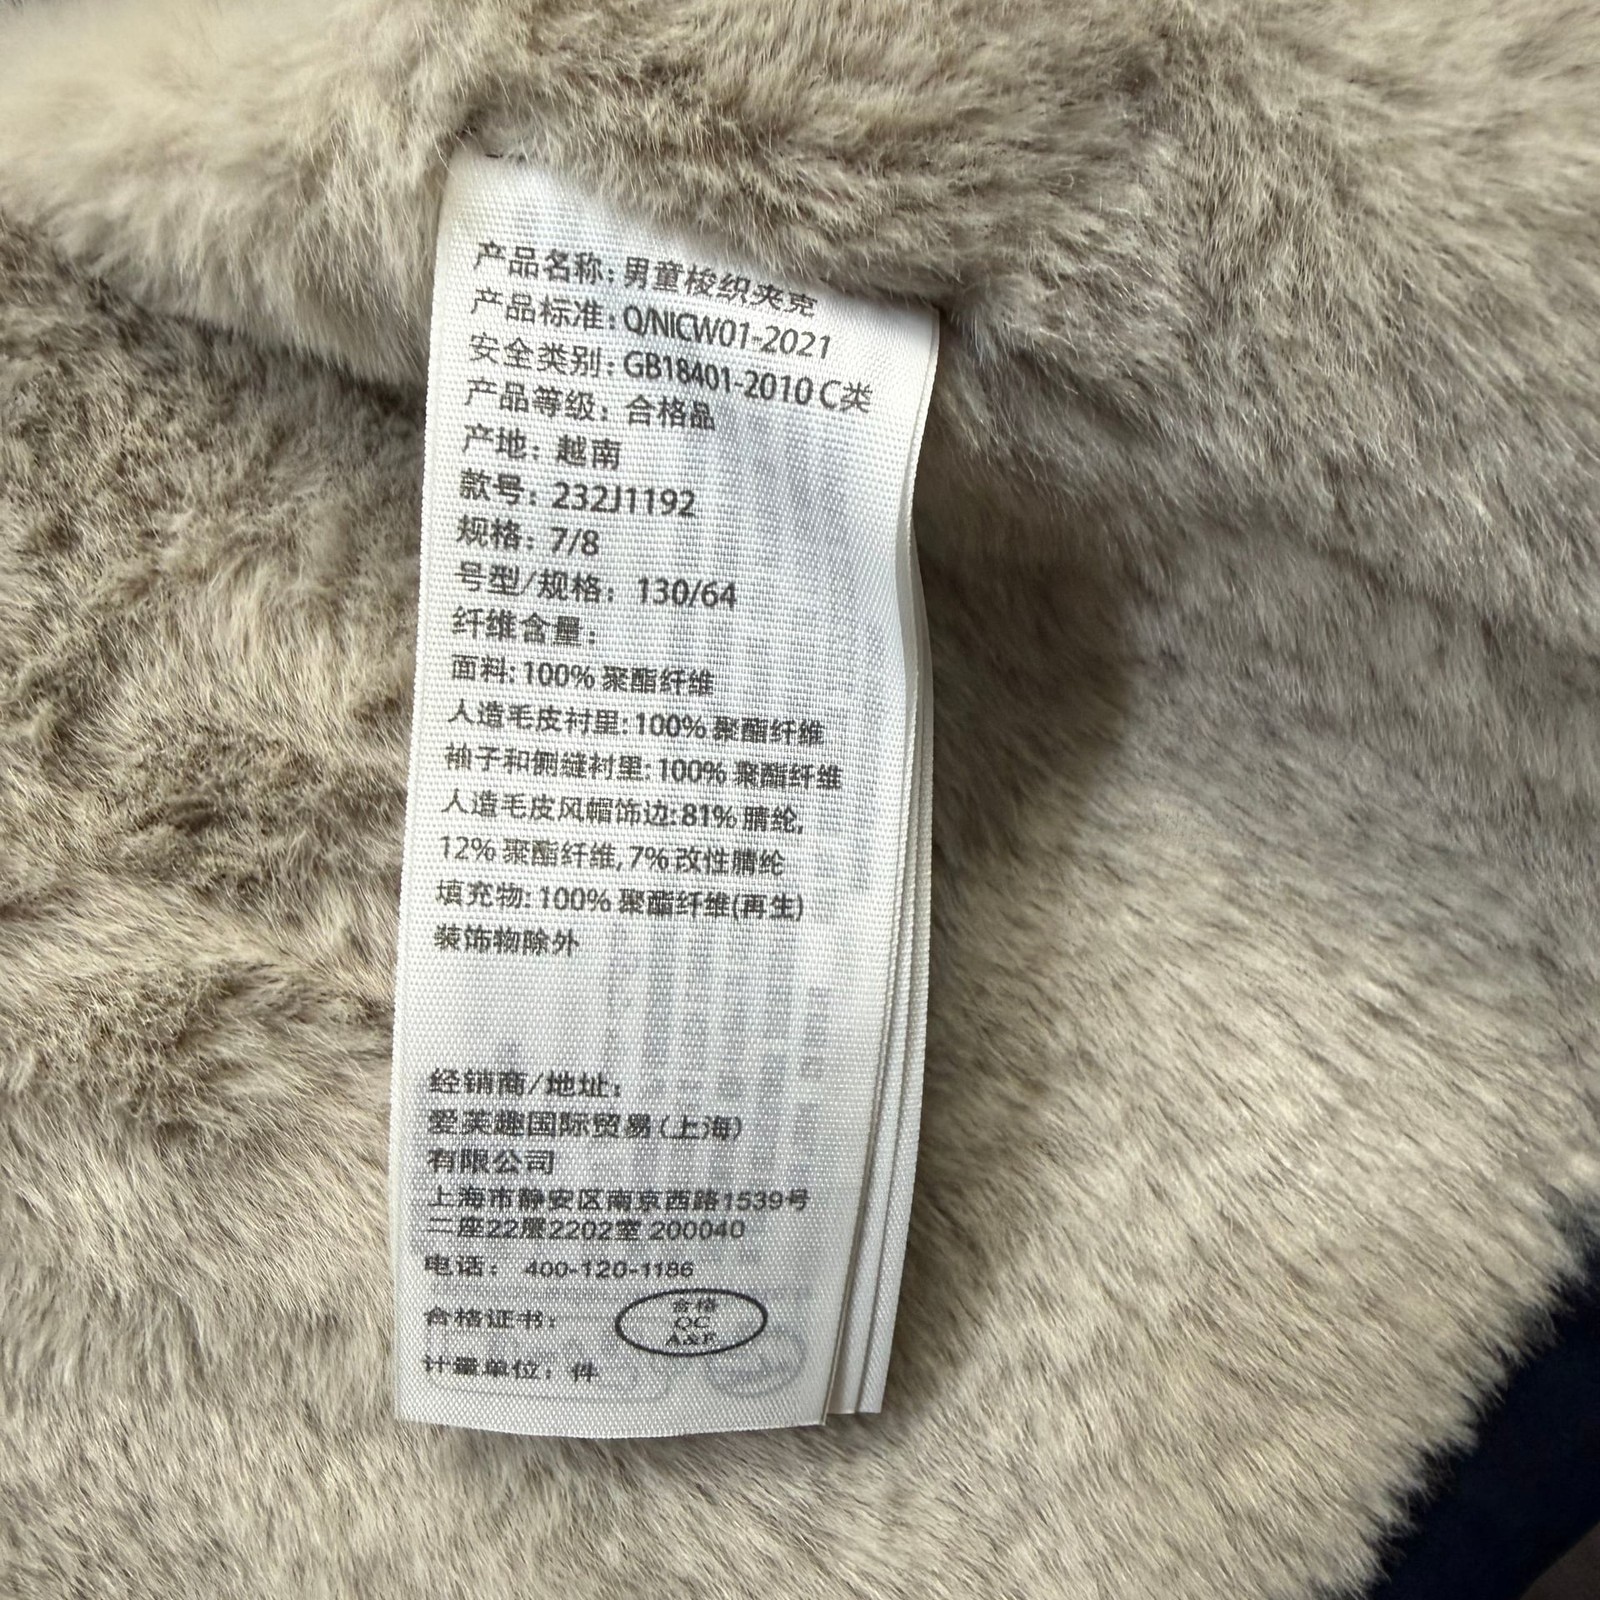 产品名称: 男童梭织夹克
产品标准: Q/NICW01-2021
安全类别: GB18401-2010 C类
产品等级: 合格品
产地: 越南
款号: 232J1192
规格: 7/8
号型/规格: 130/64
纤维含量:
面料: 100% 聚酯纤维
人造毛皮衬里: 100% 聚酯纤维
袖子和侧缝衬里: 100% 聚酯纤维
人造毛皮风帽饰边: 81% 腈纶,
12% 聚酯纤维, 7% 改性腈纶
填充物: 100% 聚酯纤维(再生)
装饰物除外
经销商/地址:
爱芙趣国际贸易(上海)
有限公司
上海市静安区南京西路1539号
二座22层2202室 200040
电话: 400-120-1186
合格证书:
合格
QC
A&F
计量单位: 件